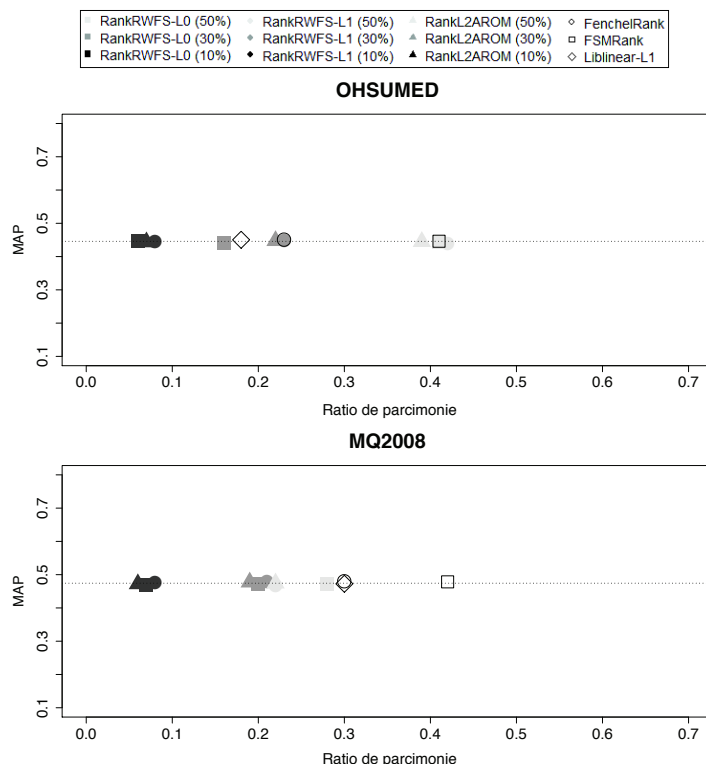 RankRWFS-L0 (50%) RankRWFS-L1 (50%) RankL2AROM (50%) FenchelRank
RankRWFS-L0 (30%) RankRWFS-L1 (30%) RankL2AROM (30%) FSMRank
RankRWFS-L0 (10%) RankRWFS-L1 (10%) RankL2AROM (10%) Liblinear-L1
OHSUMED
MAP
0.7
0.5
0.3
0.1
0.0 0.1 0.2 0.3 0.4 0.5 0.6 0.7
Ratio de parcimonie
MQ2008
MAP
0.7
0.5
0.3
0.1
0.0 0.1 0.2 0.3 0.4 0.5 0.6 0.7
Ratio de parcimonie